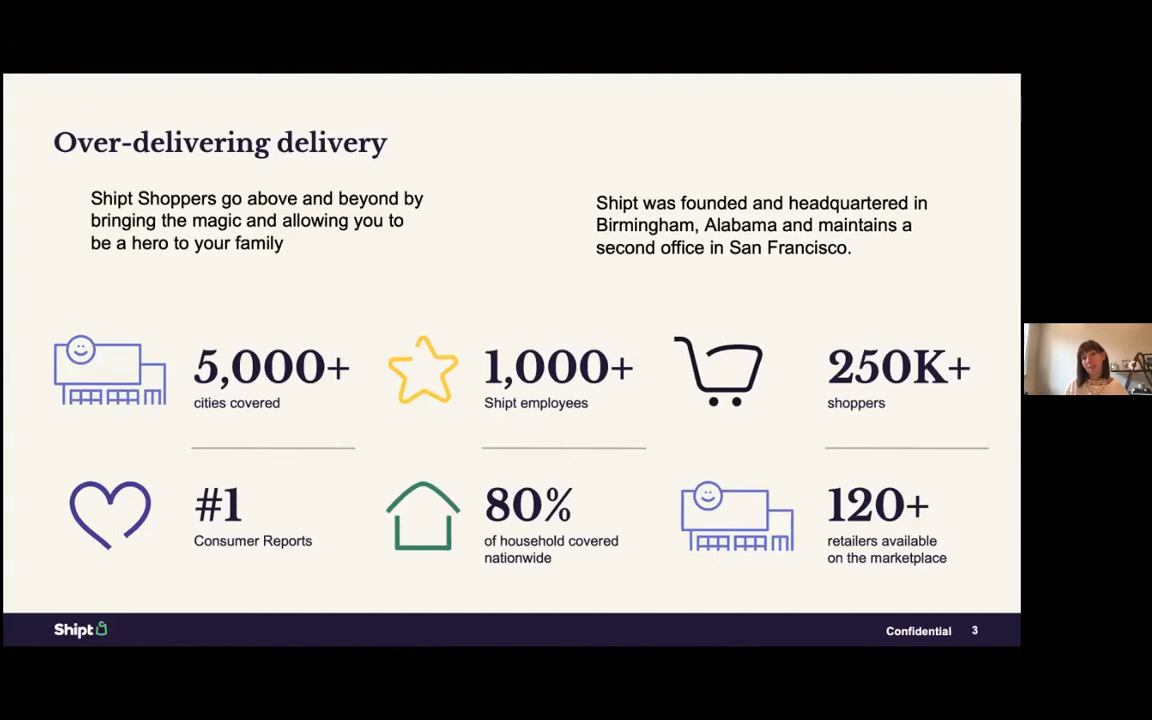 Over-delivering delivery
Shipt Shoppers go above and beyond by
bringing the magic and allowing you to
be a hero to your family
Shipt was founded and headquartered in
Birmingham, Alabama and maintains a
second office in San Francisco.
5,000+
cities covered
1,000+
Shipt employees
250K+
shoppers
#1
Consumer Reports
80%
of household covered
nationwide
120+
retailers available
on the marketplace
Shipt
Confidential 3